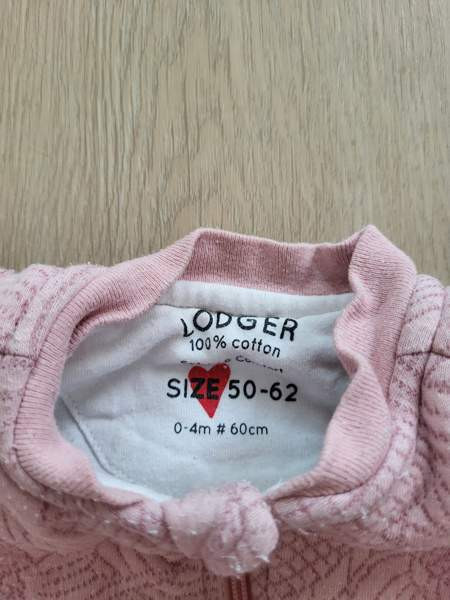 LODGER
100% cotton
SIZE 50-62
0-4m # 60cm